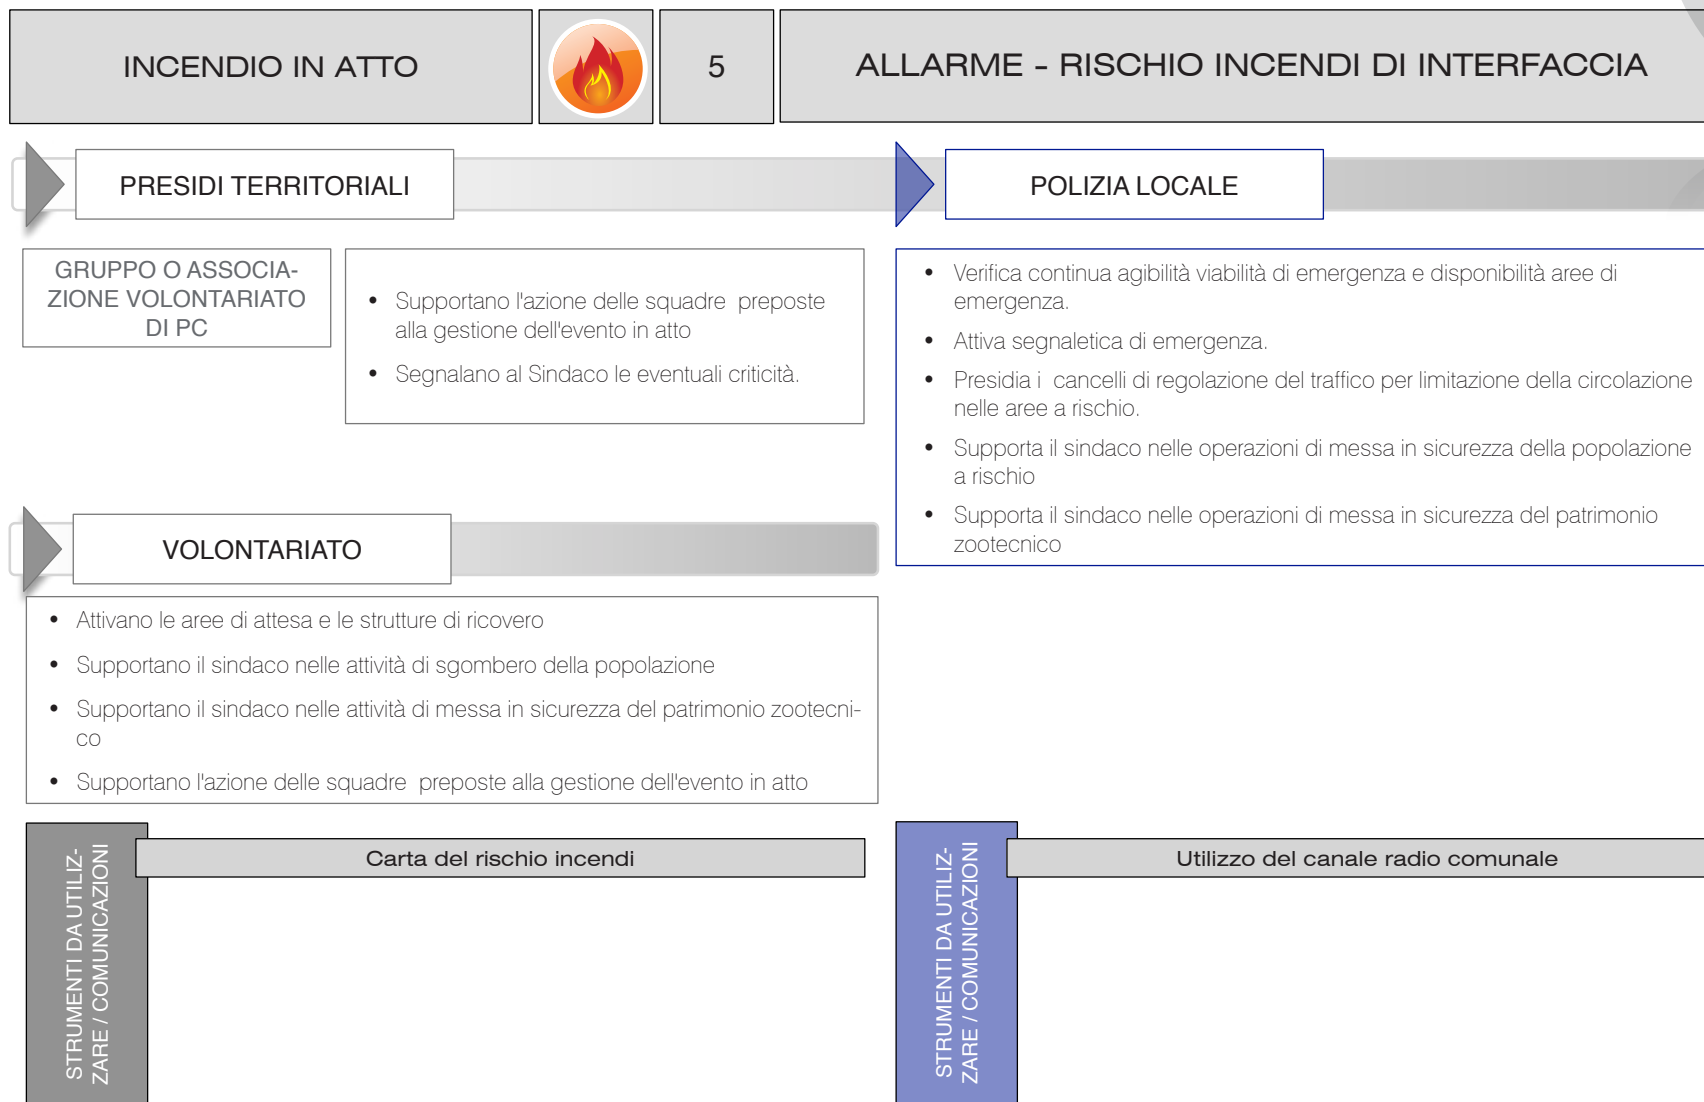 INCENDIO IN ATTO
5
ALLARME - RISCHIO INCENDI DI INTERFACCIA
PRESIDI TERRITORIALI
GRUPPO O ASSOCIA-
ZIONE VOLONTARIATO
DI PC
• Supportano l'azione delle squadre  preposte
alla gestione dell'evento in atto
• Segnalano al Sindaco le eventuali criticità.
VOLONTARIATO
• Attivano le aree di attesa e le strutture di ricovero
• Supportano il sindaco nelle attività di sgombero della popolazione
• Supportano il sindaco nelle attività di messa in sicurezza del patrimonio zootecni-
co
• Supportano l'azione delle squadre  preposte alla gestione dell'evento in atto
STRUMENTI DA UTILIZ-
ZARE / COMUNICAZIONI
Carta del rischio incendi
POLIZIA LOCALE
• Verifica continua agibilità viabilità di emergenza e disponibilità aree di
emergenza.
• Attiva segnaletica di emergenza.
• Presidia i  cancelli di regolazione del traffico per limitazione della circolazione
nelle aree a rischio.
• Supporta il sindaco nelle operazioni di messa in sicurezza della popolazione
a rischio
• Supporta il sindaco nelle operazioni di messa in sicurezza del patrimonio
zootecnico
STRUMENTI DA UTILIZ-
ZARE / COMUNICAZIONI
Utilizzo del canale radio comunale